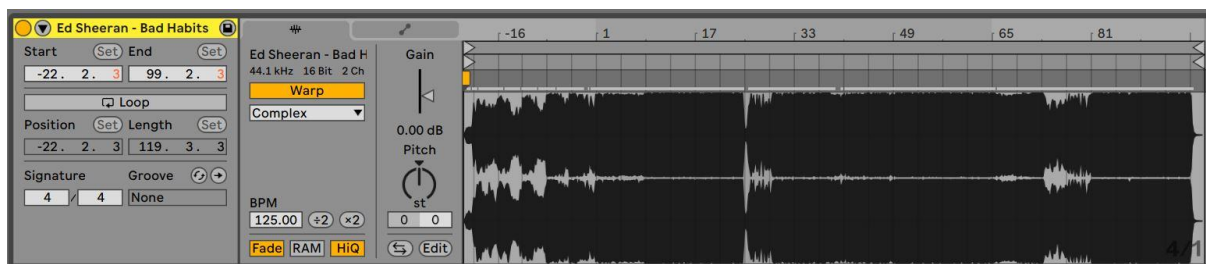 Ed Sheeran - Bad Habits
Start Set End Set
-22. 2. 3 99. 2. 3
Loop
Position Set Length Set
-22. 2. 3 119. 3. 3
Signature Groove
4 / 4 None
Ed Sheeran - Bad H
44.1 kHz 16 Bit 2 Ch
Warp
Complex
BPM
125.00 ÷2 ×2
Fade RAM HiQ
Gain
0.00 dB
Pitch
st
0 0
Edit
-16 1 17 33 49 65 81
4/1